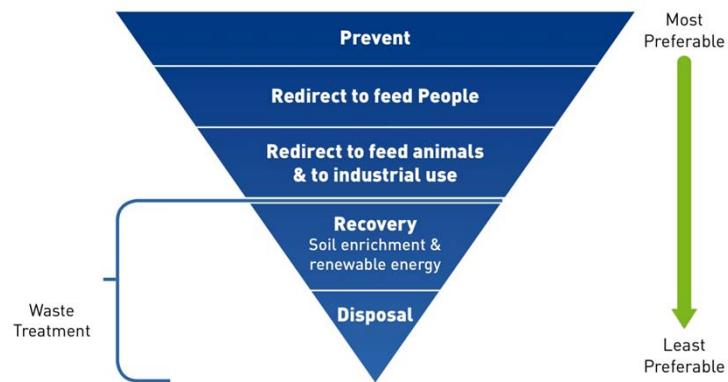 Prevent
Most
Preferable
Redirect to feed People
Redirect to feed animals
& to industrial use
Recovery
Soil enrichment &
renewable energy
Waste
Treatment
Disposal
Least
Preferable